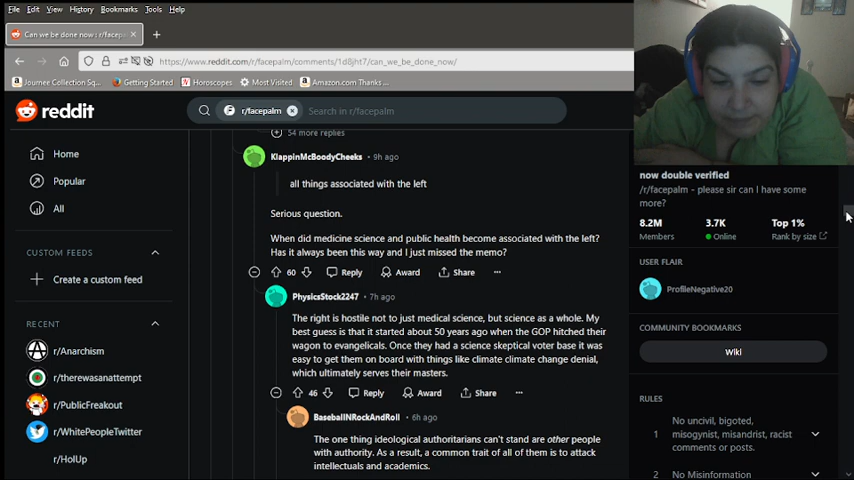 File Edit View History Bookmarks Tools Help
Can we be done now : r/facep
https://www.reddit.com/r/facepalm/comments/1d8jht7/can_we_be_done_now/
Journee Collection Sq... Getting Started Horoscopes Most Visited Amazon.com Thanks ...
reddit r/facepalm Search in r/facepalm
Home
Popular
All
CUSTOM FEEDS
Create a custom feed
RECENT
r/Anarchism
r/therewasanattempt
r/PublicFreakout
r/WhitePeopleTwitter
r/HolUp
54 more replies
KlappinMcBoodyCheeks • 9h ago
all things associated with the left
Serious question.
When did medicine science and public health become associated with the left?
Has it always been this way and I just missed the memo?
60 Reply Award Share ...
PhysicsStock2247 • 7h ago
The right is hostile not to just medical science, but science as a whole. My
best guess is that it started about 50 years ago when the GOP hitched their
wagon to evangelicals. Once they had a science skeptical voter base it was
easy to get them on board with things like climate climate change denial,
which ultimately serves their masters.
46 Reply Award Share ...
BaseballNRockAndRoll • 6h ago
The one thing ideological authoritarians can't stand are other people
with authority. As a result, a common trait of all of them is to attack
intellectuals and academics.
now double verified
/r/facepalm - please sir can I have some
more?
8.2M 3.7K Top 1%
Members Online Rank by size
USER FLAIR
ProfileNegative20
COMMUNITY BOOKMARKS
Wiki
RULES
1 No uncivil, bigoted,
misogynist, misandrist, racist
comments or posts.
2 No Misinformation